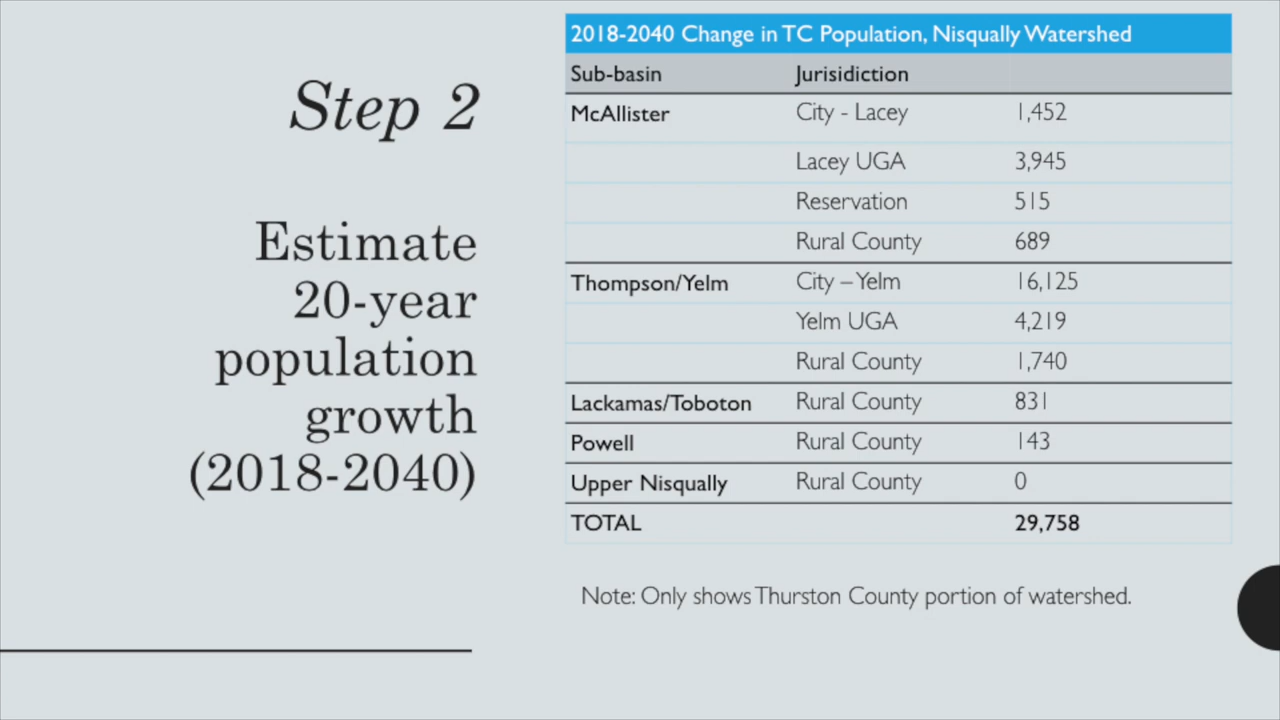 Step 2
Estimate
20-year
population
growth
(2018-2040)
2018-2040 Change in TC Population, Nisqually Watershed
Sub-basin Jurisidiction
McAllister City - Lacey 1,452
Lacey UGA 3,945
Reservation 515
Rural County 689
Thompson/Yelm City – Yelm 16,125
Yelm UGA 4,219
Rural County 1,740
Lackamas/Toboton Rural County 831
Powell Rural County 143
Upper Nisqually Rural County 0
TOTAL 29,758
Note: Only shows Thurston County portion of watershed.